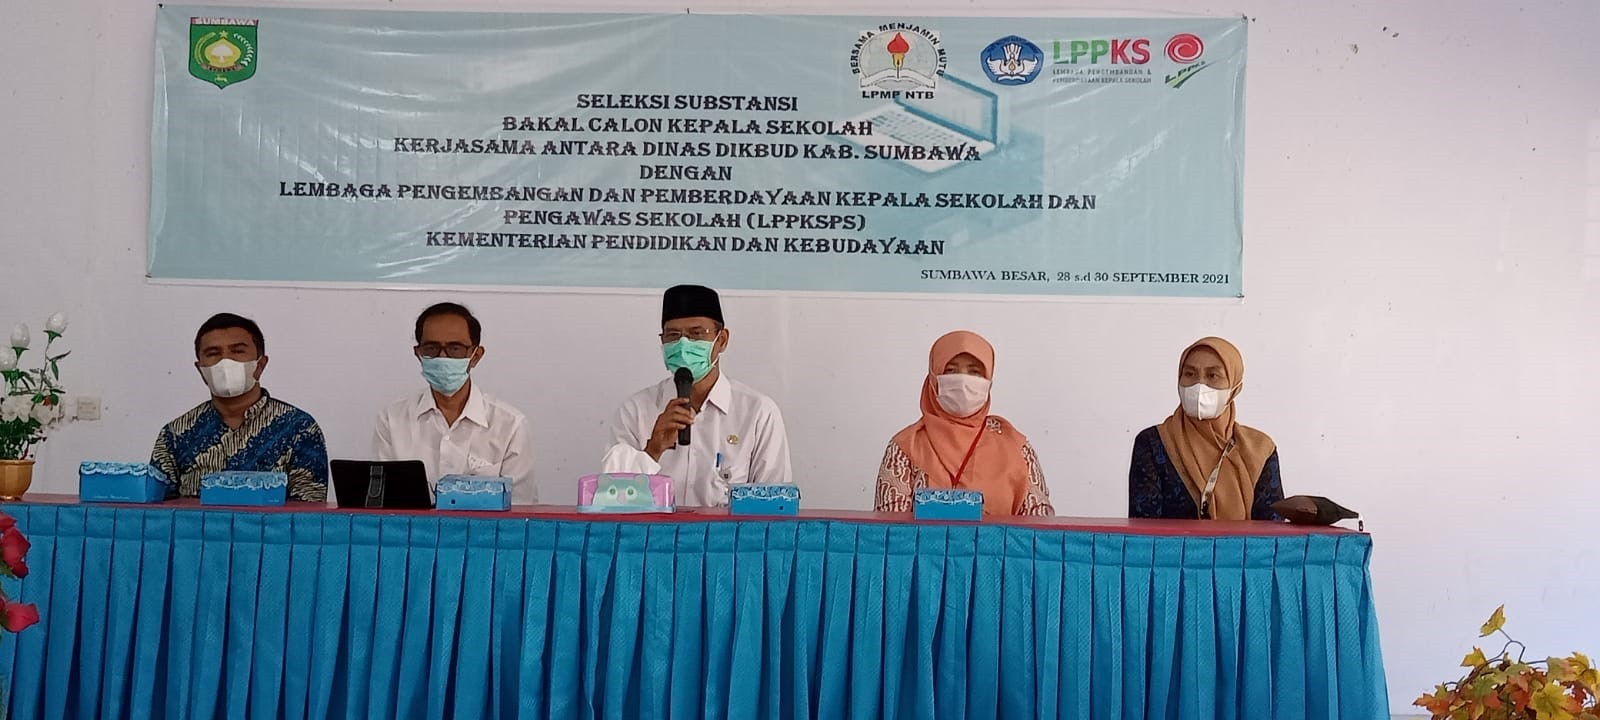 SUMBAWA
BERSAMA MENJAMIN MUTU
LPMP NTB
LPPKS
LEMBAGA PENGEMBANGAN &
PEMBERDAYAAN KEPALA SEKOLAH
LPPKS
SELEKSI SUBSTANSI
BAKAL CALON KEPALA SEKOLAH
KERJASAMA ANTARA DINAS DIKBUD KAB. SUMBAWA
DENGAN
LEMBAGA PENGEMBANGAN DAN PEMBERDAYAAN KEPALA SEKOLAH DAN
PENGAWAS SEKOLAH (LPPKSPS)
KEMENTERIAN PENDIDIKAN DAN KEBUDAYAAN
SUMBAWA BESAR, 28 s.d 30 SEPTEMBER 2021